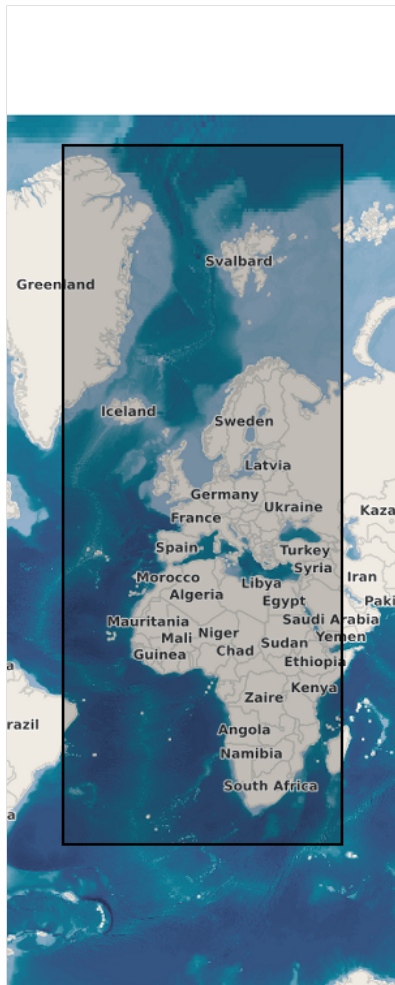 Svalbard
Greenland
Iceland
Sweden
Latvia
Germany
Ukraine
France
Kaza
Spain
Turkey
Syria
Morocco
Iran
Libya
Algeria
Egypt
Paki
Saudi Arabia
Mauritania
Niger
Yemen
Mali
Sudan
Chad
Guinea
Ethiopia
a
Kenya
Zaire
razil
Angola
Namibia
South Africa
a